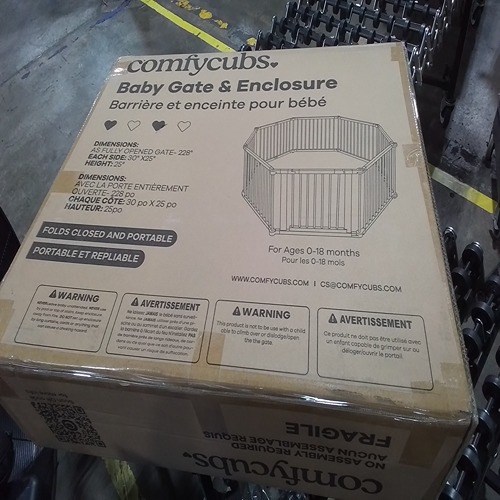 comfycubs
Baby Gate & Enclosure
Barrière et enceinte pour bébé
DIMENSIONS:
AS FULLY OPENED GATE- 228"
EACH SIDE: 30" X25"
HEIGHT: 25"
DIMENSIONS:
AVEC LA PORTE ENTIÈREMENT
OUVERTE- 228 po
CHAQUE CÔTE: 30 po X 25 po
HAUTEUR: 25po
FOLDS CLOSED AND PORTABLE
PORTABLE ET REPLIABLE
For Ages 0-18 months
Pour les 0-18 mois
WWW.COMFYCUBS.COM | CS@COMFYCUBS.COM
WARNING
AVERTISSEMENT
WARNING
This product is not to be use with a child
able to climb over or dislodge/open
the the gate.
AVERTISSEMENT
Ce produit ne doit pas être utilisé avec
un enfant capable de grimper sur ou
déloger/ouvrir le portail.
comfycubs
NO ASSEMBLY REQUIRED
AUCUN ASSEMBLAGE REQUIS
FRAGILE